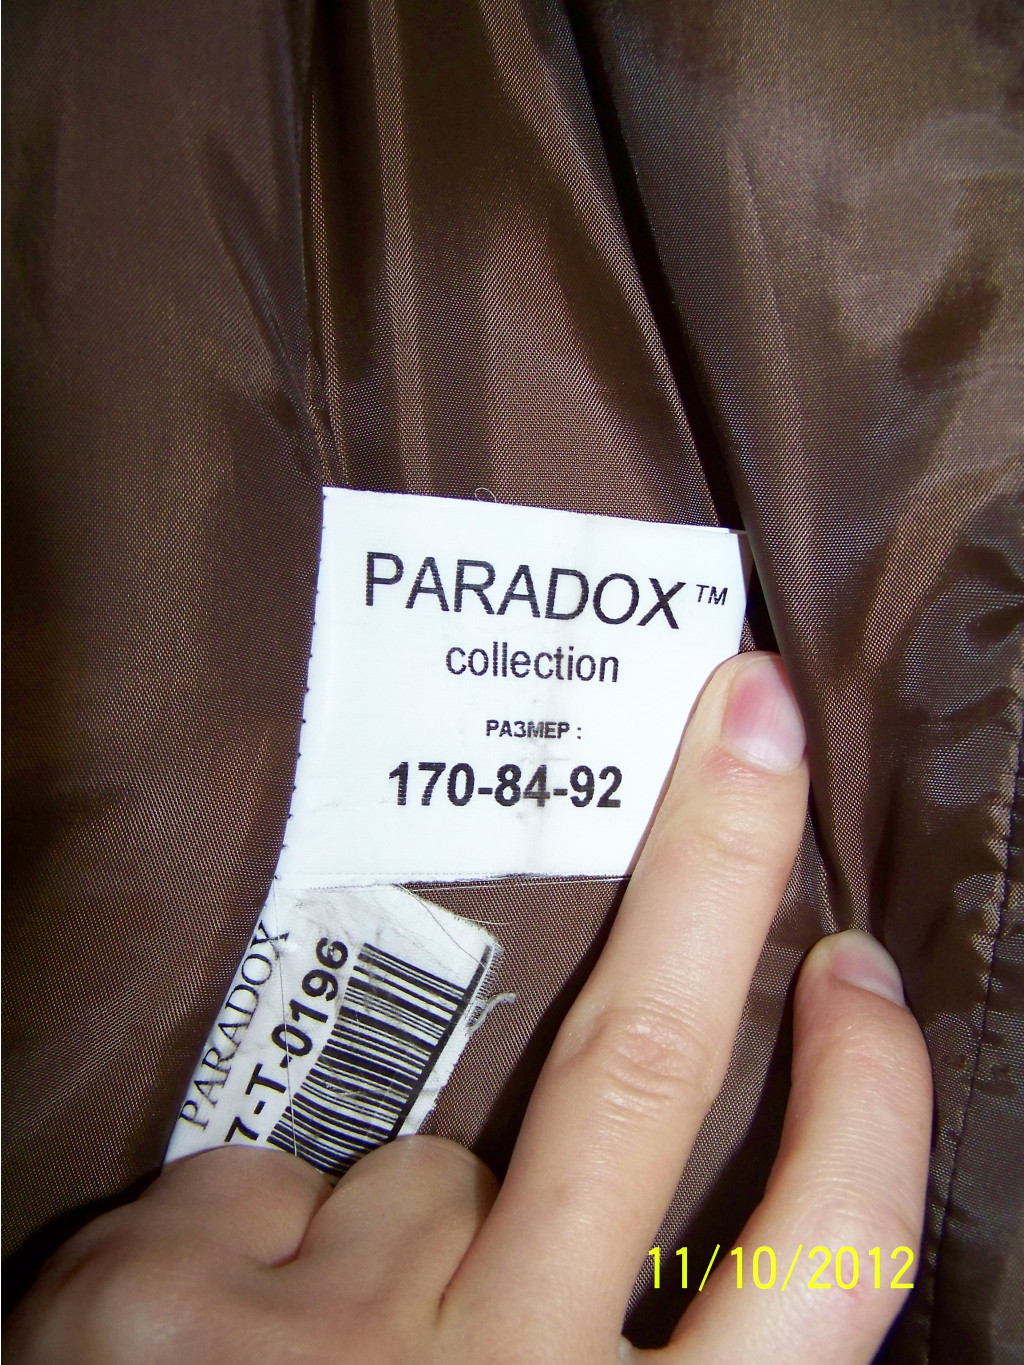 PARADOX™
collection
РАЗМЕР :
170-84-92
PARADOX
7-T-0196
11/10/2012